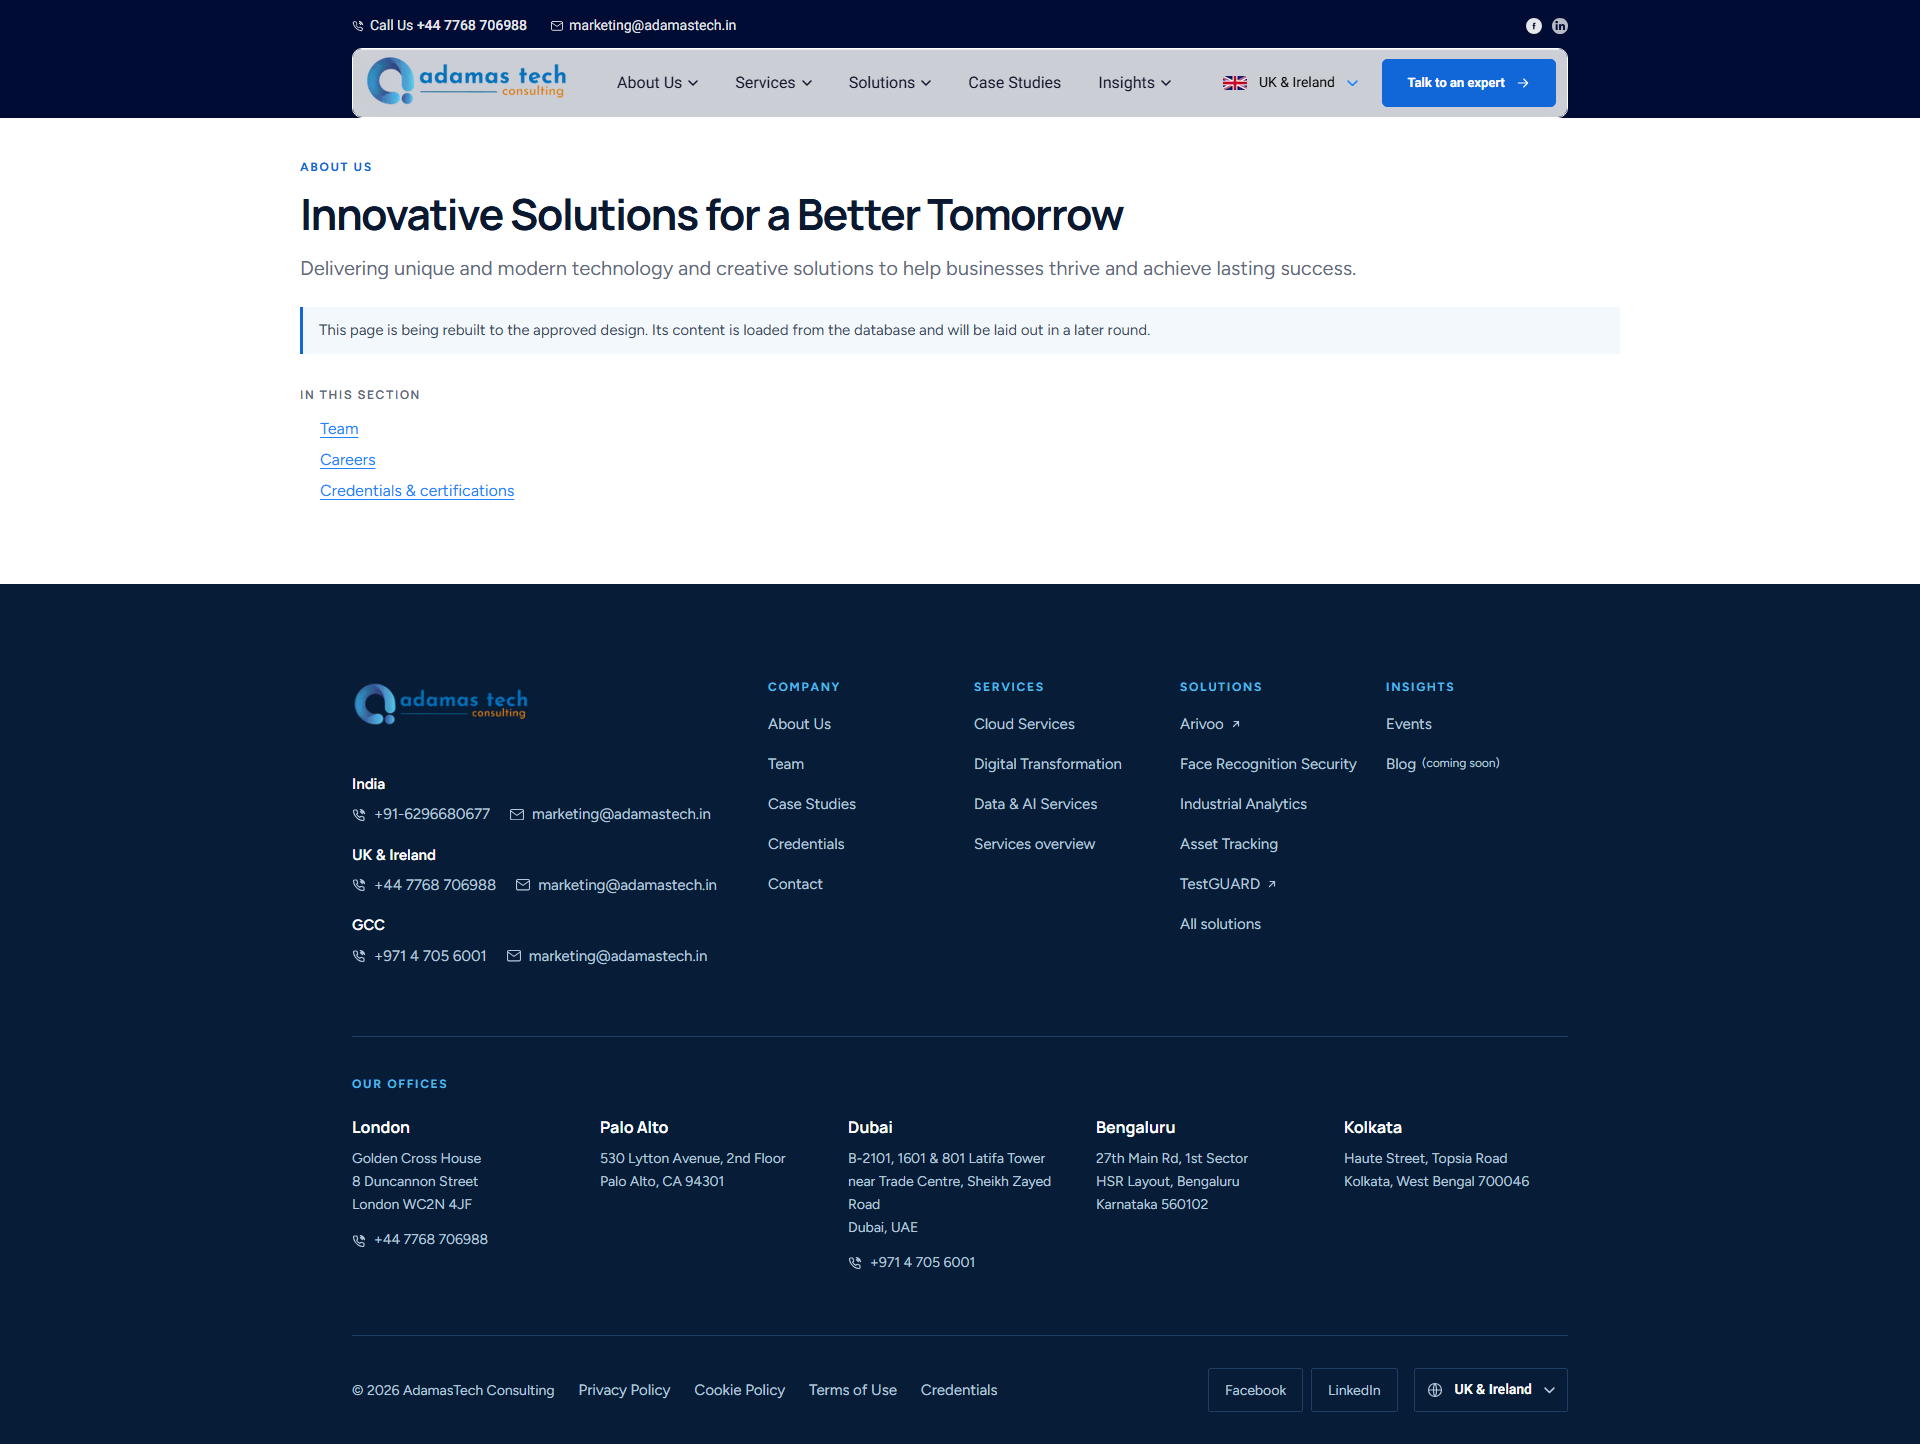 Call Us +44 7768 706988 marketing@adamastech.in
adamas tech
consulting
About Us Services Solutions Case Studies Insights UK & Ireland Talk to an expert
ABOUT US
Innovative Solutions for a Better Tomorrow
Delivering unique and modern technology and creative solutions to help businesses thrive and achieve lasting success.
This page is being rebuilt to the approved design. Its content is loaded from the database and will be laid out in a later round.
IN THIS SECTION
Team
Careers
Credentials & certifications
adamas tech
consulting
India
+91-6296680677 marketing@adamastech.in
UK & Ireland
+44 7768 706988 marketing@adamastech.in
GCC
+971 4 705 6001 marketing@adamastech.in
COMPANY
About Us
Team
Case Studies
Credentials
Contact
SERVICES
Cloud Services
Digital Transformation
Data & AI Services
Services overview
SOLUTIONS
Arivoo
Face Recognition Security
Industrial Analytics
Asset Tracking
TestGUARD
All solutions
INSIGHTS
Events
Blog (coming soon)
OUR OFFICES
London
Golden Cross House
8 Duncannon Street
London WC2N 4JF
+44 7768 706988
Palo Alto
530 Lytton Avenue, 2nd Floor
Palo Alto, CA 94301
Dubai
B-2101, 1601 & 801 Latifa Tower
near Trade Centre, Sheikh Zayed
Road
Dubai, UAE
+971 4 705 6001
Bengaluru
27th Main Rd, 1st Sector
HSR Layout, Bengaluru
Karnataka 560102
Kolkata
Haute Street, Topsia Road
Kolkata, West Bengal 700046
© 2026 AdamasTech Consulting Privacy Policy Cookie Policy Terms of Use Credentials Facebook LinkedIn UK & Ireland